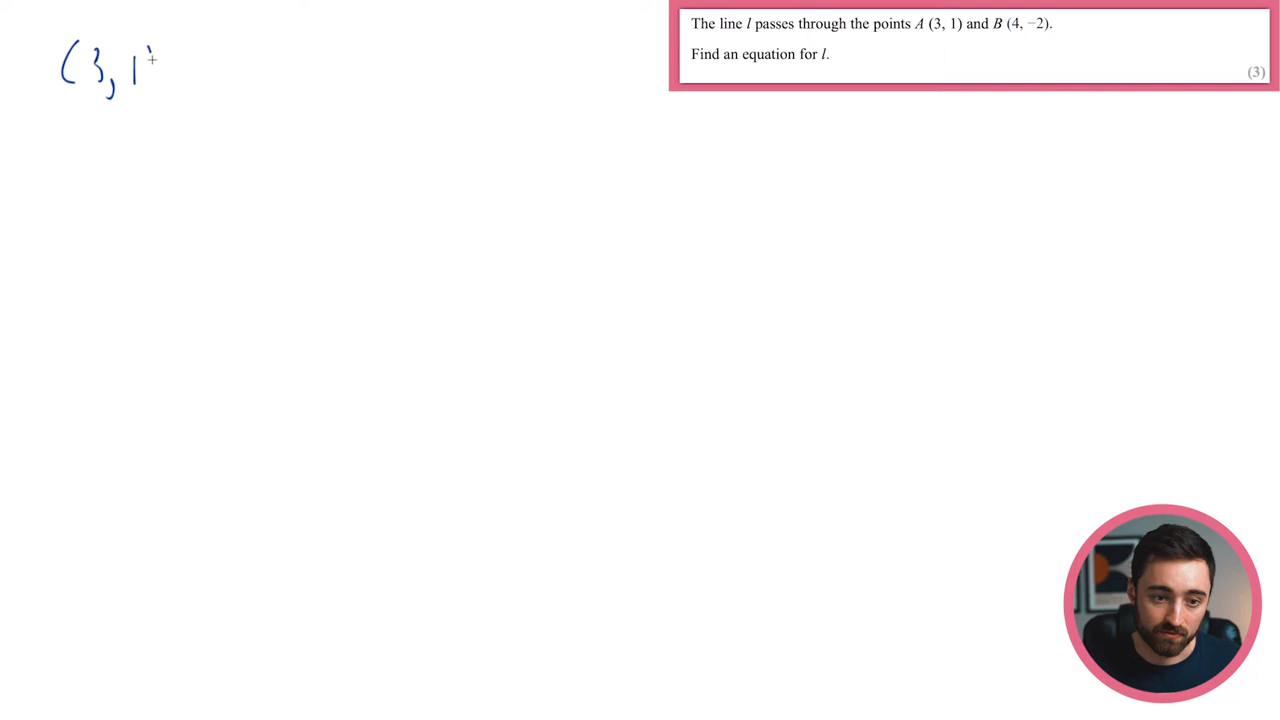 (3, 1)
The line l passes through the points A (3, 1) and B (4, −2).
Find an equation for l.
(3)